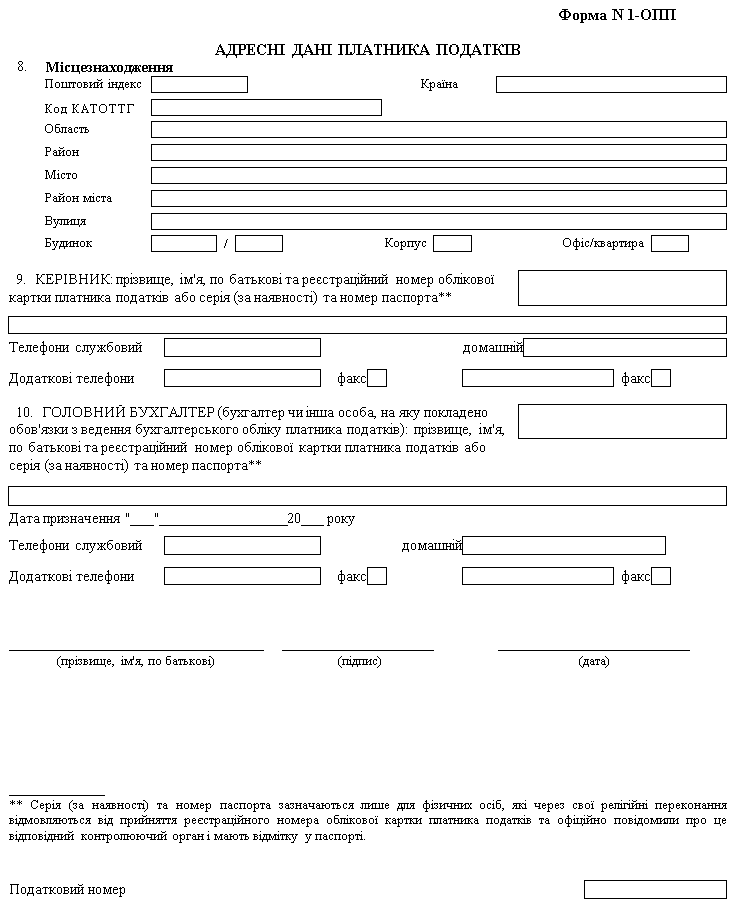 Форма N 1-ОПП
АДРЕСНІ ДАНІ ПЛАТНИКА ПОДАТКІВ
8. Місцезнаходження
Поштовий індекс Країна
Код КАТОТТГ
Область
Район
Місто
Район міста
Вулиця
Будинок / Корпус Офіс/квартира
9. КЕРІВНИК: прізвище, ім'я, по батькові та реєстраційний номер облікової
картки платника податків або серія (за наявності) та номер паспорта**
Телефони службовий домашній
Додаткові телефони факс факс
10. ГОЛОВНИЙ БУХГАЛТЕР (бухгалтер чи інша особа, на яку покладено
обов'язки з ведення бухгалтерського обліку платника податків): прізвище, ім'я,
по батькові та реєстраційний номер облікової картки платника податків або
серія (за наявності) та номер паспорта**
Дата призначення "___"__________________20___ року
Телефони службовий домашній
Додаткові телефони факс факс
(прізвище, ім'я, по батькові) (підпис) (дата)
** Серія (за наявності) та номер паспорта зазначаються лише для фізичних осіб, які через свої релігійні переконання
відмовляються від прийняття реєстраційного номера облікової картки платника податків та офіційно повідомили про це
відповідний контролюючий орган і мають відмітку у паспорті.
Податковий номер